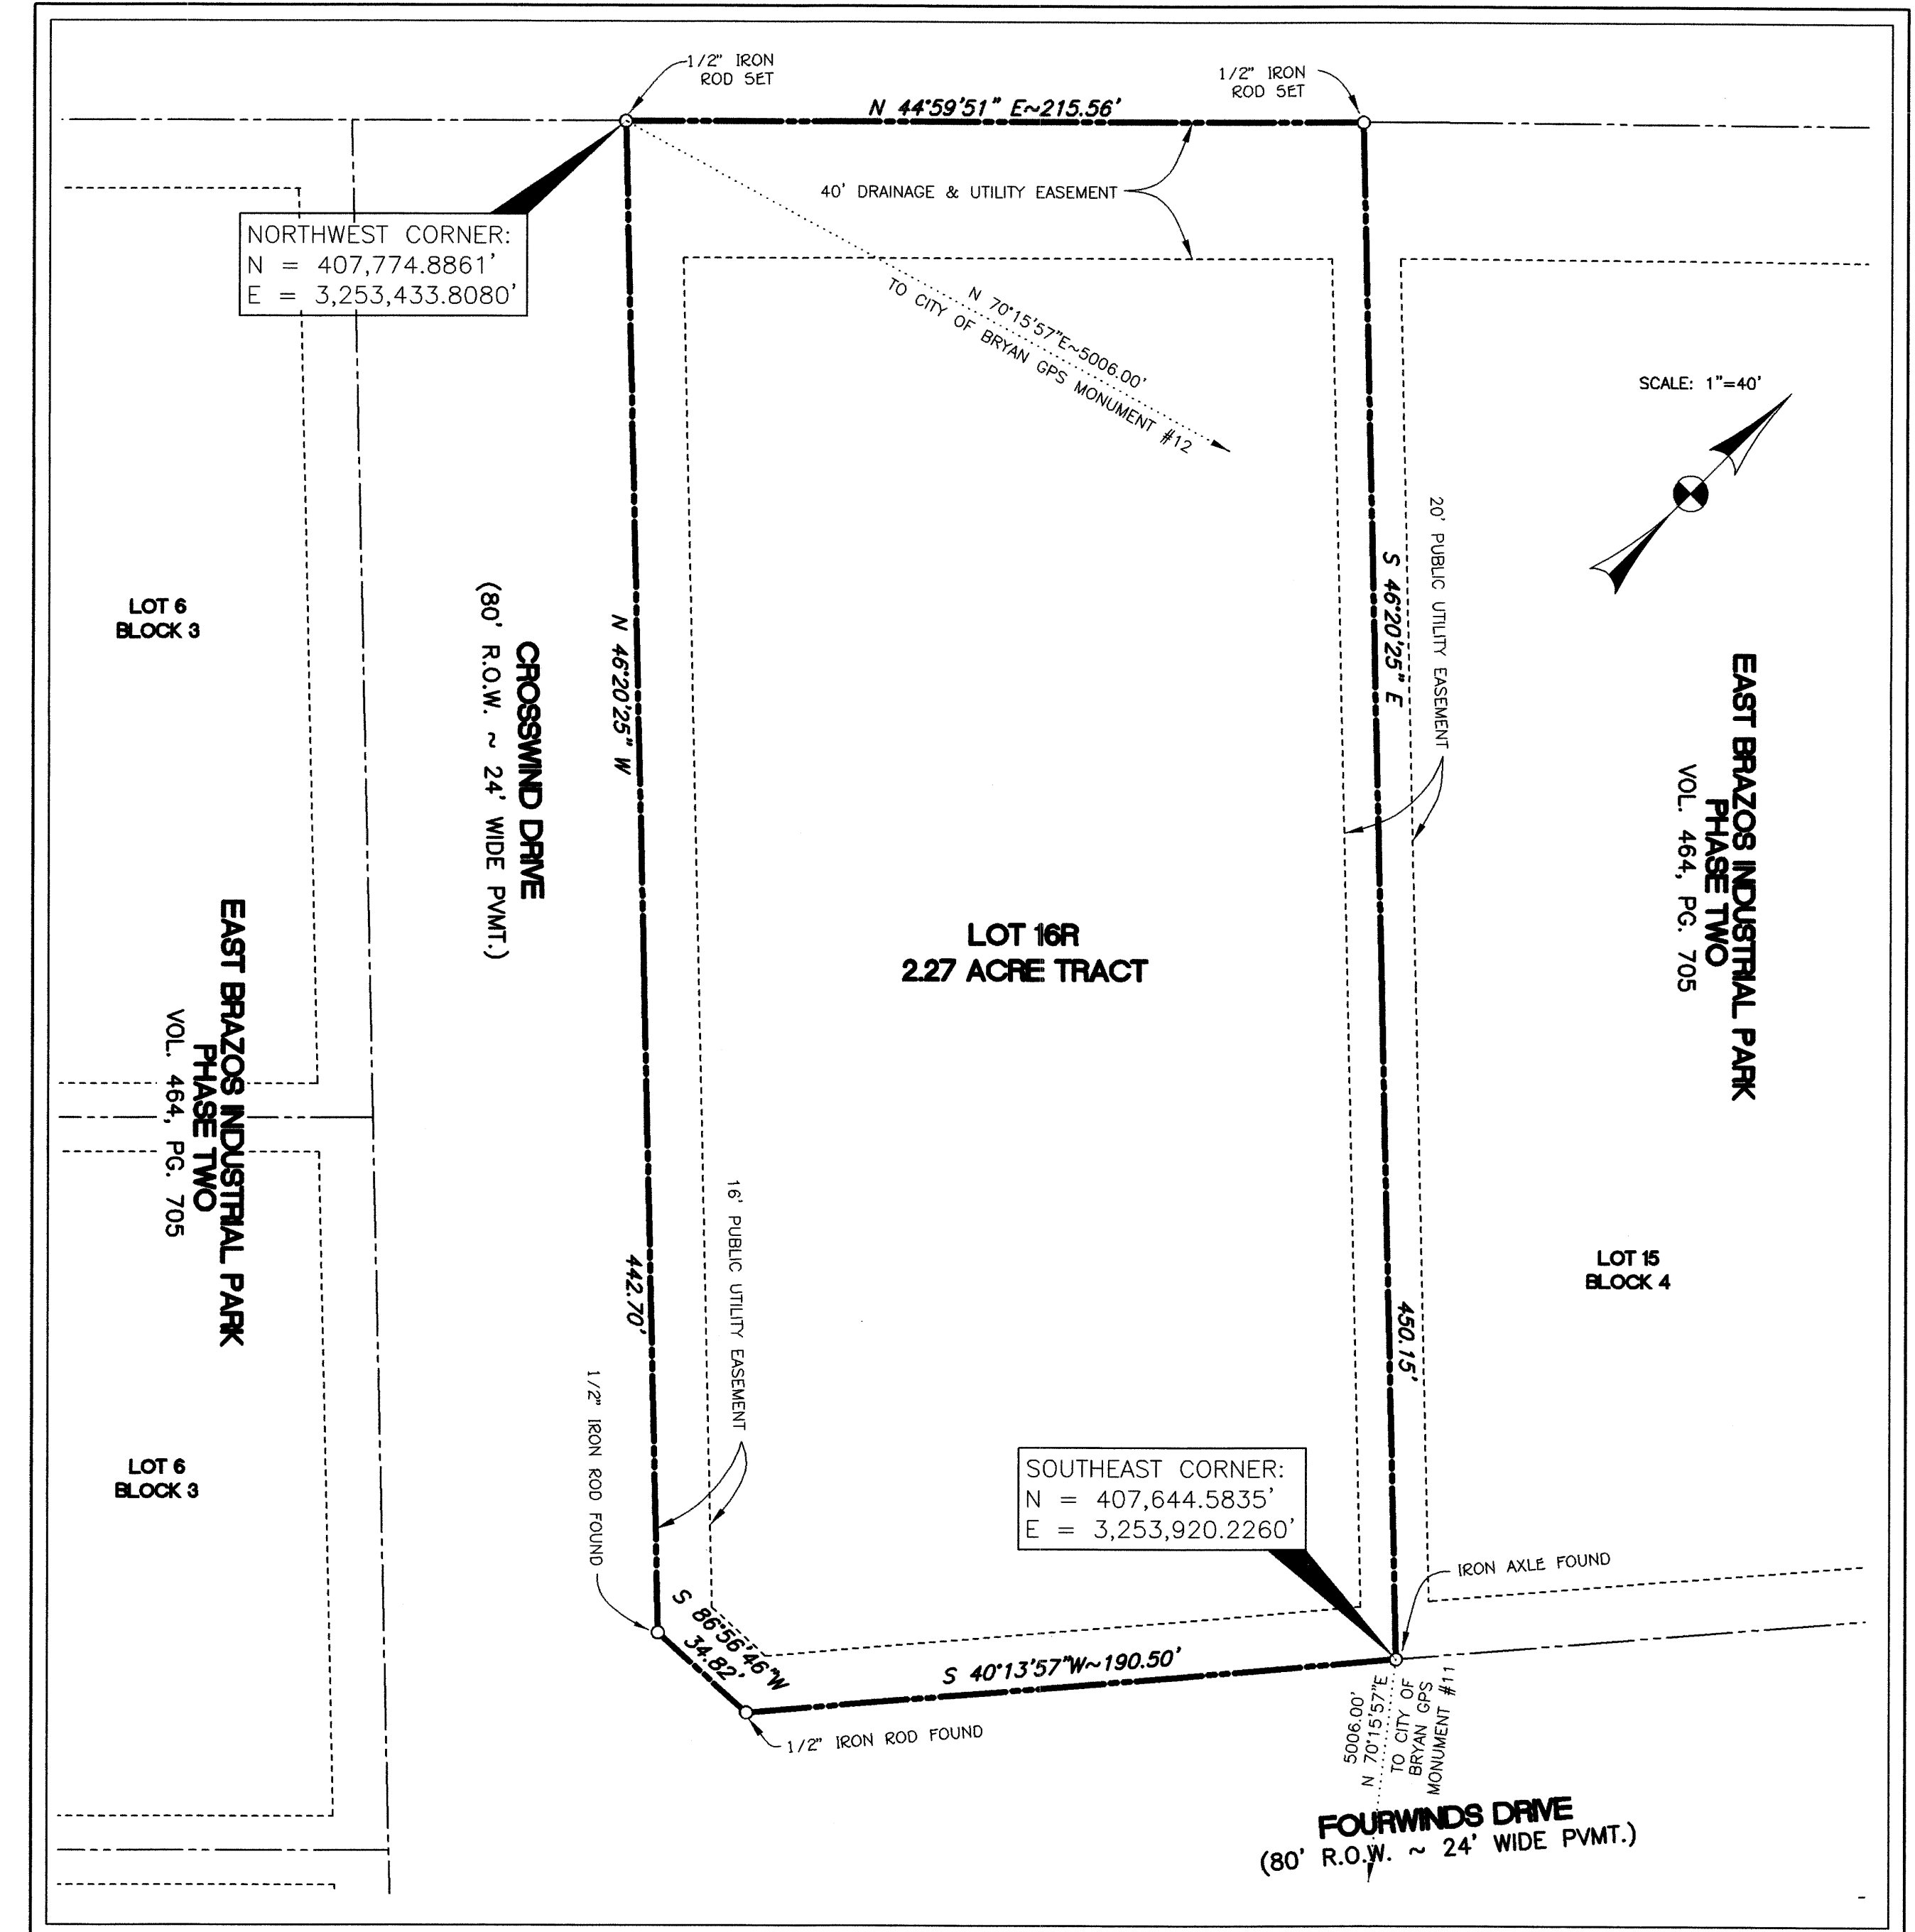 1/2" IRON
ROD SET
1/2" IRON
ROD SET
N 44°59'51" E~215.56'
40' DRAINAGE & UTILITY EASEMENT
NORTHWEST CORNER:
N = 407,774.8861'
E = 3,253,433.8080'
N 70°15'57"E~5006.00'
TO CITY OF BRYAN GPS MONUMENT #12
SCALE: 1"=40'
20' PUBLIC UTILITY EASEMENT
S 46°20'25" E
450.15'
LOT 6
BLOCK 3
N 46°20'25" W
442.70'
CROSSWIND DRIVE
(80' R.O.W. ~ 24' WIDE PVMT.)
EAST BRAZOS INDUSTRIAL PARK
PHASE TWO
VOL. 464, PG. 705
LOT 16R
2.27 ACRE TRACT
EAST BRAZOS INDUSTRIAL PARK
PHASE TWO
VOL. 464, PG. 705
16' PUBLIC UTILITY EASEMENT
LOT 15
BLOCK 4
1/2" IRON ROD FOUND
LOT 6
BLOCK 3
SOUTHEAST CORNER:
N = 407,644.5835'
E = 3,253,920.2260'
IRON AXLE FOUND
S 86°56'46"W
34.82'
S 40°13'57"W~190.50'
1/2" IRON ROD FOUND
5006.00'
N 70°15'57"E
TO CITY OF
BRYAN GPS
MONUMENT #11
FOURWINDS DRIVE
(80' R.O.W. ~ 24' WIDE PVMT.)